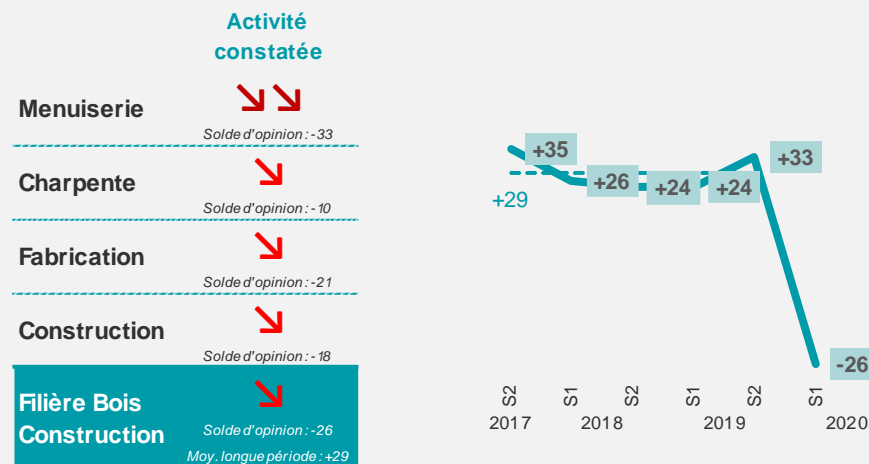 Activité
constatée
Menuiserie
Solde d'opinion : -33
Charpente
Solde d'opinion : -10
Fabrication
Solde d'opinion : -21
Construction
Solde d'opinion : -18
Filière Bois
Construction
Solde d'opinion : -26
Moy. longue période : +29
+35
+26
+24
+24
+33
+29
-26
S2
S1
S2
S1
S2
S1
2017
2018
2019
2020